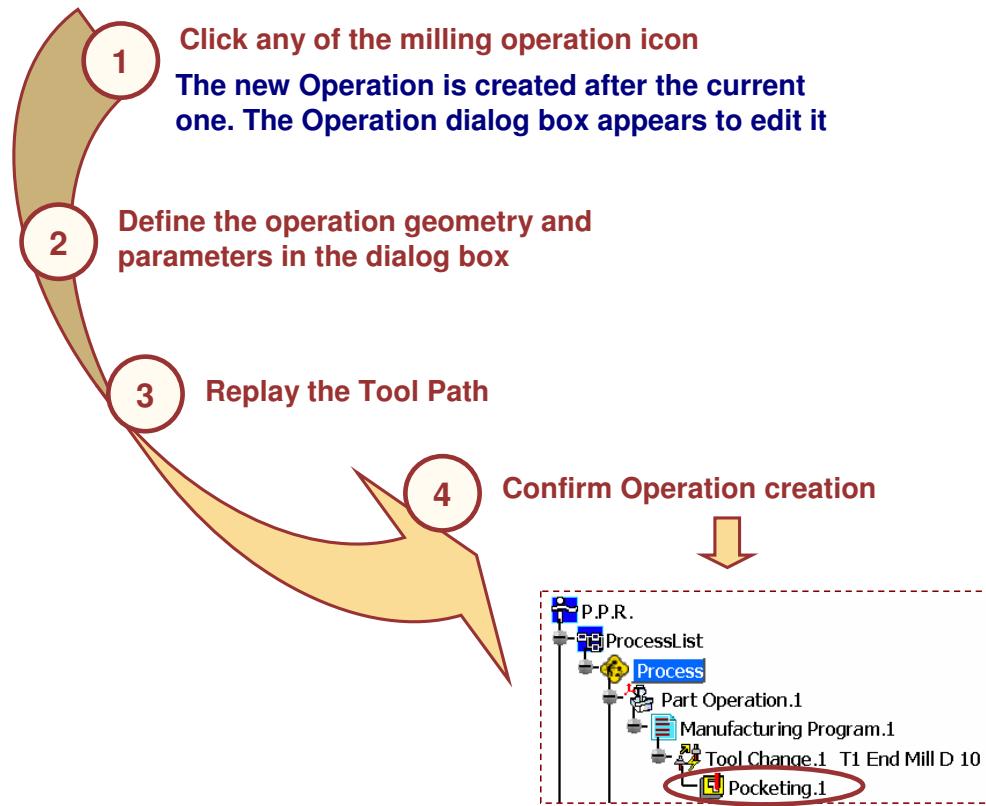 1
Click any of the milling operation icon
The new Operation is created after the current
one. The Operation dialog box appears to edit it
2
Define the operation geometry and
parameters in the dialog box
3
Replay the Tool Path
4
Confirm Operation creation
P.P.R.
ProcessList
Process
Part Operation.1
Manufacturing Program.1
Tool Change.1 T1 End Mill D 10
Pocketing.1